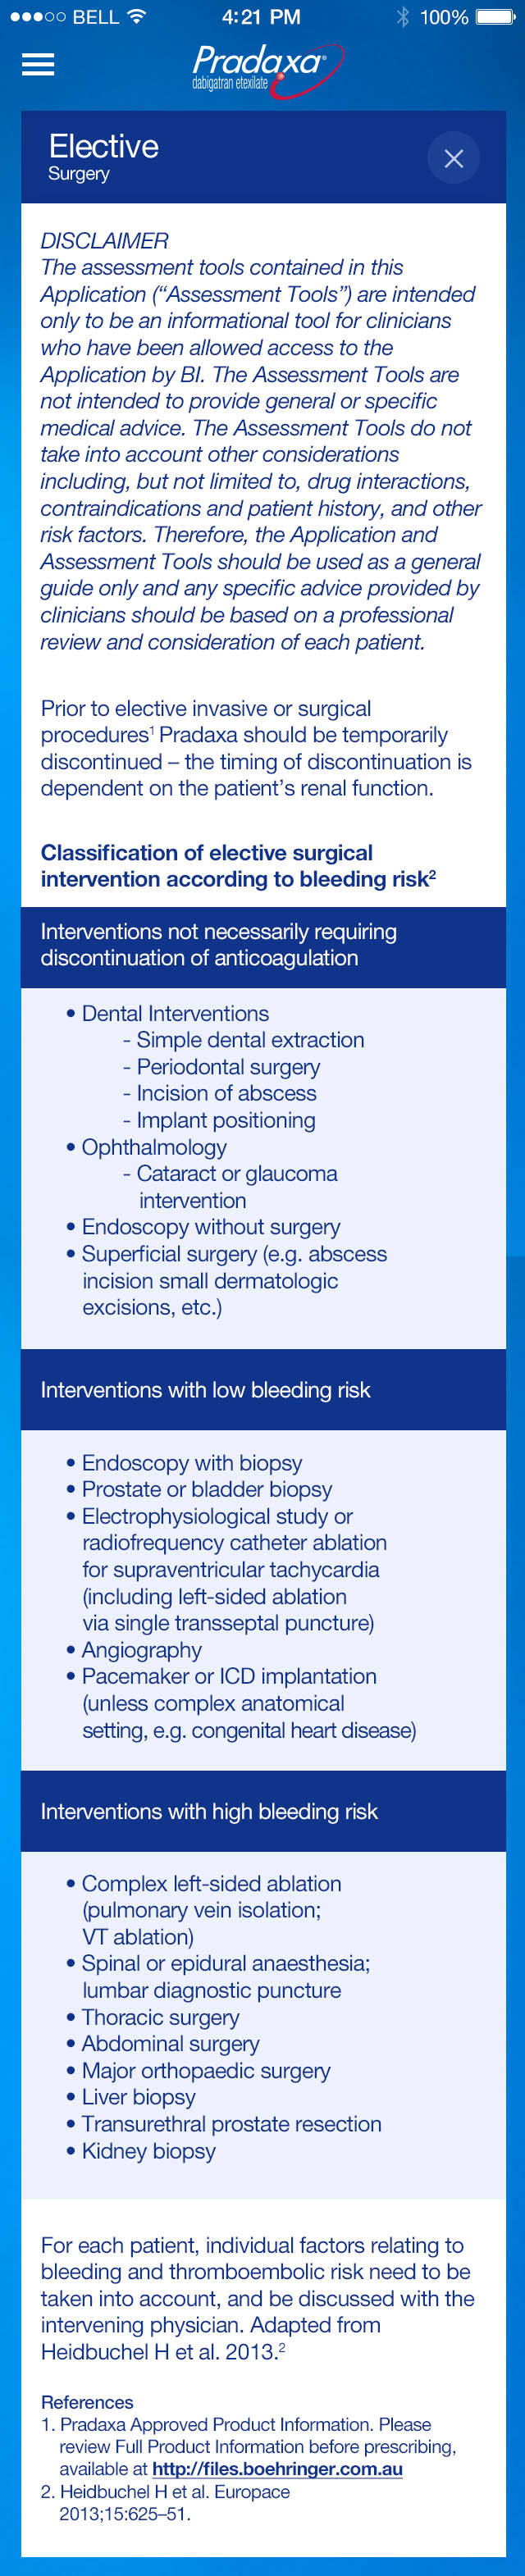 BELL
4:21 PM
100%
Pradaxa
dabigatran etexilate
Elective
Surgery
DISCLAIMER
The assessment tools contained in this
Application (“Assessment Tools”) are intended
only to be an informational tool for clinicians
who have been allowed access to the
Application by BI. The Assessment Tools are
not intended to provide general or specific
medical advice. The Assessment Tools do not
take into account other considerations
including, but not limited to, drug interactions,
contraindications and patient history, and other
risk factors. Therefore, the Application and
Assessment Tools should be used as a general
guide only and any specific advice provided by
clinicians should be based on a professional
review and consideration of each patient.
Prior to elective invasive or surgical
procedures¹ Pradaxa should be temporarily
discontinued – the timing of discontinuation is
dependent on the patient’s renal function.
Classification of elective surgical
intervention according to bleeding risk²
Interventions not necessarily requiring
discontinuation of anticoagulation
• Dental Interventions
- Simple dental extraction
- Periodontal surgery
- Incision of abscess
- Implant positioning
• Ophthalmology
- Cataract or glaucoma
intervention
• Endoscopy without surgery
• Superficial surgery (e.g. abscess
incision small dermatologic
excisions, etc.)
Interventions with low bleeding risk
• Endoscopy with biopsy
• Prostate or bladder biopsy
• Electrophysiological study or
radiofrequency catheter ablation
for supraventricular tachycardia
(including left-sided ablation
via single transseptal puncture)
• Angiography
• Pacemaker or ICD implantation
(unless complex anatomical
setting, e.g. congenital heart disease)
Interventions with high bleeding risk
• Complex left-sided ablation
(pulmonary vein isolation;
VT ablation)
• Spinal or epidural anaesthesia;
lumbar diagnostic puncture
• Thoracic surgery
• Abdominal surgery
• Major orthopaedic surgery
• Liver biopsy
• Transurethral prostate resection
• Kidney biopsy
For each patient, individual factors relating to
bleeding and thromboembolic risk need to be
taken into account, and be discussed with the
intervening physician. Adapted from
Heidbuchel H et al. 2013.²
References
1. Pradaxa Approved Product Information. Please
review Full Product Information before prescribing,
available at http://files.boehringer.com.au
2. Heidbuchel H et al. Europace
2013;15:625–51.